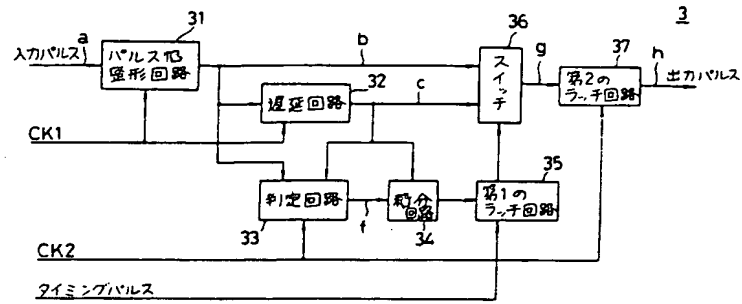 3
31
36
入力パルス
a
パルス幅
整形回路
b
スイッチ
g
37
第2の
ラッチ回路
h
出力パルス
32
遅延回路
c
CK1
35
判定回路
f
積分
回路
第1の
ラッチ回路
33
34
CK2
タイミングパルス